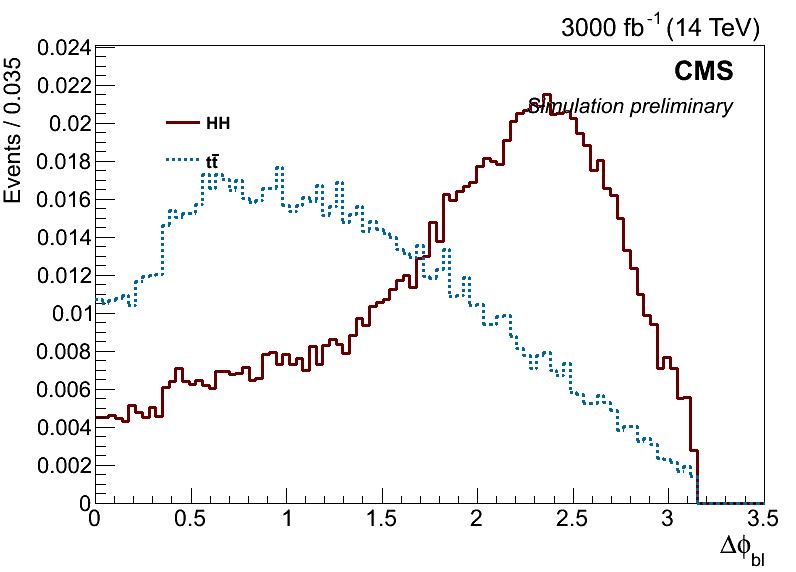 3000 fb⁻¹ (14 TeV)
CMS
Simulation preliminary
Events / 0.035
0.024
0.022
0.02
0.018
0.016
0.014
0.012
0.01
0.008
0.006
0.004
0.002
0
HH
tt̄
0 0.5 1 1.5 2 2.5 3 3.5
Δϕ_bl